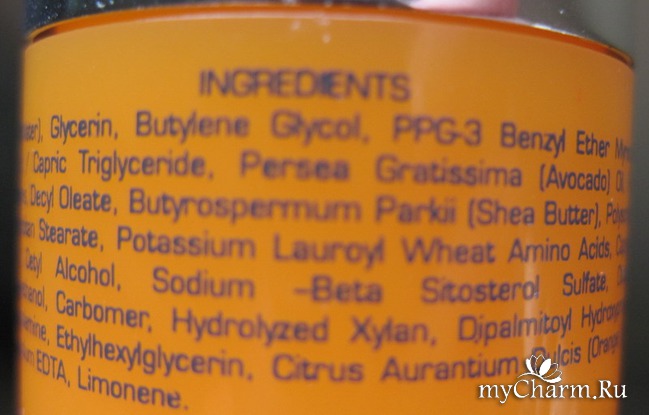 INGREDIENTS
Glycerin, Butylene Glycol, PPG-3 Benzyl Ether
/ Capric Triglyceride, Persea Gratissima (Avocado) Oil
Decyl Oleate, Butyrospermum Parkii (Shea Butter),
Stearate, Potassium Lauroyl Wheat Amino Acids,
Cetyl Alcohol, Sodium -Beta Sitosterol Sulfate,
Carbomer, Hydrolyzed Xylan, Dipalmitoyl
Ethylhexylglycerin, Citrus Aurantium Dulcis (Orange
EDTA, Limonene.
myCharm.Ru